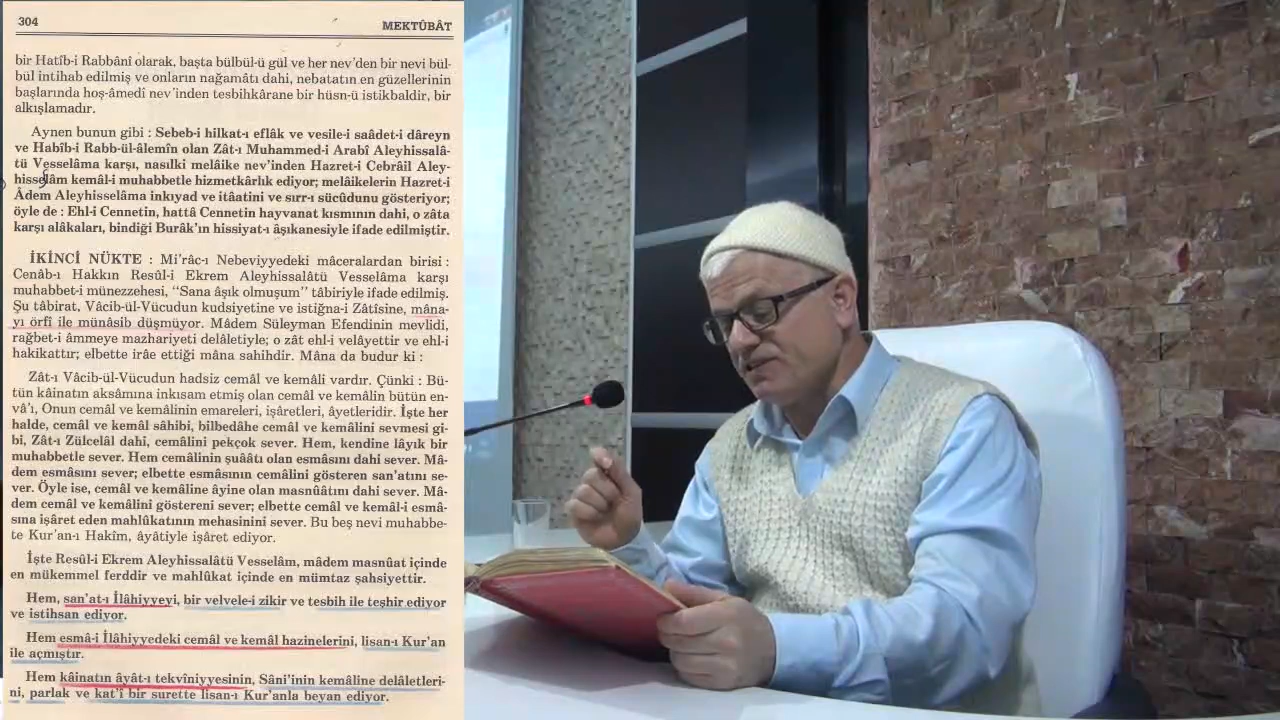 304
MEKTÛBÂT
bir Hatîb-i Rabbânî olarak, başta bülbül-ü gül ve her nev'den bir nevi bül-
bül intihab edilmiş ve onların nağamâtı dahi, nebatatın en güzellerinin
başlarında hoş-âmedî nev'inden tesbihkârane bir hüsn-ü istikbaldir, bir
alkışlamadır.
Aynen bunun gibi : Sebeb-i hilkat-ı eflâk ve vesile-i saâdet-i dâreyn
ve Habîb-i Rabb-ül-âlemîn olan Zât-ı Muhammed-i Arabî Aleyhissalâ-
tü Vesselâma karşı, nasılki melâike nev'inden Hazret-i Cebrâil Aley-
hisselâm kemâl-i muhabbetle hizmetkârlık ediyor; melâikelerin Hazret-i
Âdem Aleyhisselâma inkıyad ve itâatini ve sırr-ı sücûdunu gösteriyor;
öyle de : Ehl-i Cennetin, hattâ Cennetin hayvanat kısmının dahi, o zâta
karşı alâkaları, bindiği Burâk'ın hissiyat-ı âşıkanesiyle ifade edilmiştir.
İKİNCİ NÜKTE : Mi'râc-ı Nebeviyyedeki mâceralardan birisi :
Cenâb-ı Hakkın Resûl-i Ekrem Aleyhissalâtü Vesselâma karşı
muhabbet-i münezzehesi, "Sana âşık olmuşum" tâbiriyle ifade edilmiş.
Şu tâbirat, Vâcib-ül-Vücudun kudsiyetine ve istiğna-i Zâtîsine, mâna-
yı örfî ile münâsib düşmüyor. Mâdem Süleyman Efendinin mevlidi,
rağbet-i âmmeye mazhariyeti delâletiyle; o zât ehl-i velâyettir ve ehl-i
hakikattır; elbette irâe ettiği mâna sahihdir. Mâna da budur ki :
Zât-ı Vâcib-ül-Vücudun hadsiz cemâl ve kemâli vardır. Çünki : Bü-
tün kâinatın aksâmına inkısam etmiş olan cemâl ve kemâlin bütün en-
vâ'ı, Onun cemâl ve kemâlinin emareleri, işâretleri, âyetleridir. İşte her
halde, cemâl ve kemâl sâhibi, bilbedâhe cemâl ve kemâlini sevmesi gi-
bi, Zât-ı Zülcelâl dahi, cemâlini pekçok sever. Hem, kendine lâyık bir
muhabbetle sever. Hem cemâlinin şuââtı olan esmâsını dahi sever. Mâ-
dem esmâsını sever; elbette esmâsının cemâlini gösteren san'atını se-
ver. Öyle ise, cemâl ve kemâline âyine olan masnûâtını dahi sever. Mâ-
dem cemâl ve kemâlini göstereni sever; elbette cemâl ve kemâl-i esmâ-
sına işâret eden mahlûkatının mehasinini sever. Bu beş nevi muhabbe-
te Kur'an-ı Hakîm, âyâtiyle işâret ediyor.
İşte Resûl-i Ekrem Aleyhissalâtü Vesselâm, mâdem masnûat içinde
en mükemmel ferddir ve mahlûkat içinde en mümtaz şahsiyettir.
Hem, san'at-ı İlâhiyyeyi, bir velvele-i zikir ve tesbih ile teşhir ediyor
ve istihsan ediyor.
Hem esmâ-i İlâhiyyedeki cemâl ve kemâl hazinelerini, lisan-ı Kur'an
ile açmıştır.
Hem kâinatın âyât-ı tekvîniyyesinin, Sâni'inin kemâline delâletleri-
ni, parlak ve kat'î bir surette lisan-ı Kur'anla beyan ediyor.